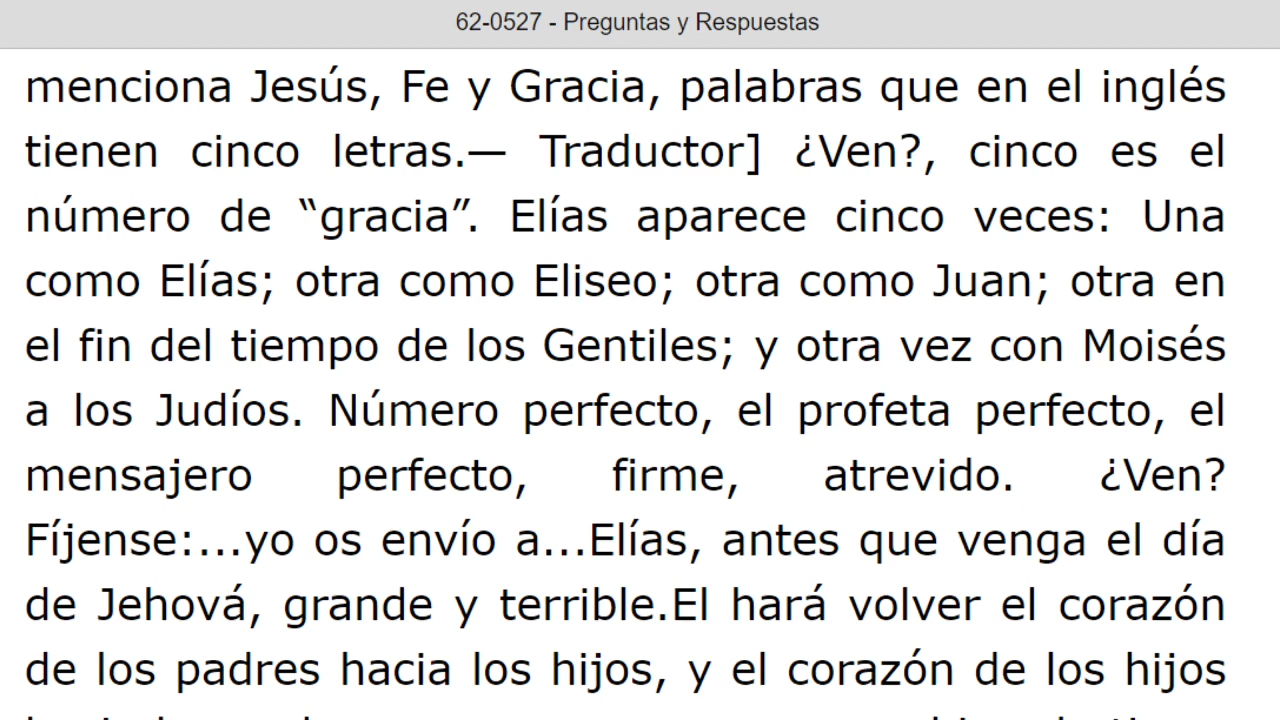 62-0527 - Preguntas y Respuestas
menciona Jesús, Fe y Gracia, palabras que en el inglés
tienen cinco letras.— Traductor] ¿Ven?, cinco es el
número de “gracia”. Elías aparece cinco veces: Una
como Elías; otra como Eliseo; otra como Juan; otra en
el fin del tiempo de los Gentiles; y otra vez con Moisés
a los Judíos. Número perfecto, el profeta perfecto, el
mensajero perfecto, firme, atrevido. ¿Ven?
Fíjense:...yo os envío a...Elías, antes que venga el día
de Jehová, grande y terrible.El hará volver el corazón
de los padres hacia los hijos, y el corazón de los hijos